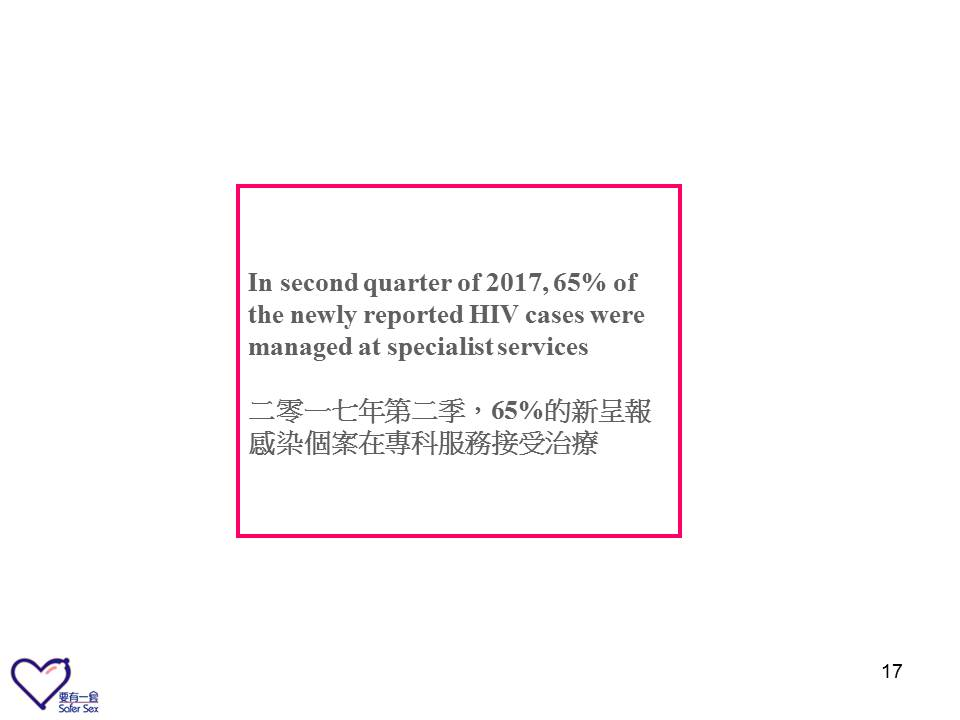 In second quarter of 2017, 65% of
the newly reported HIV cases were
managed at specialist services
二零一七年第二季，65%的新呈報
感染個案在專科服務接受治療
17
要有一套
Safer Sex